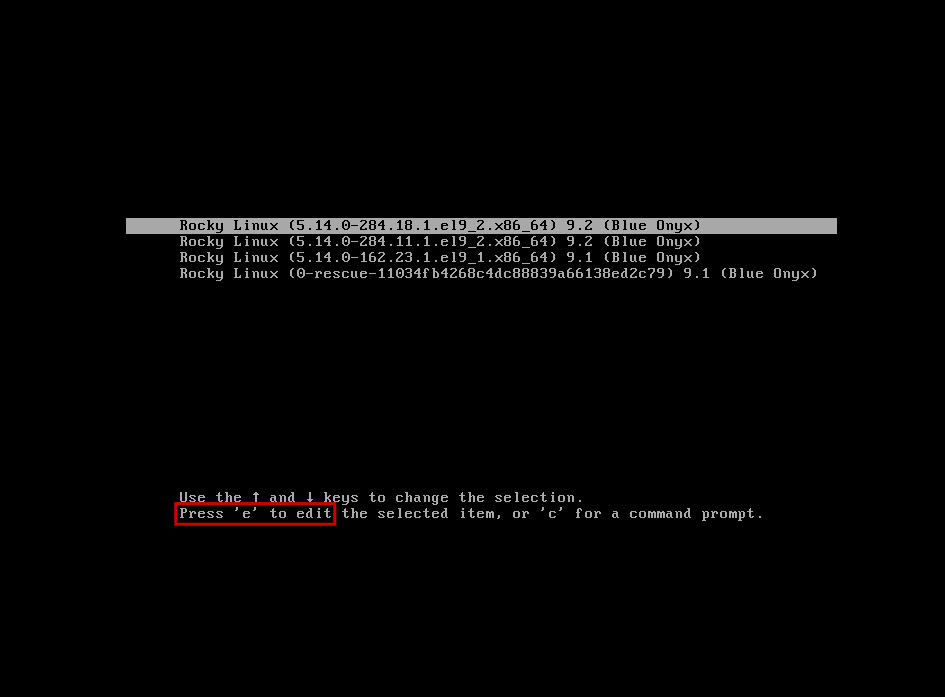 Rocky Linux (5.14.0-284.18.1.el9_2.x86_64) 9.2 (Blue Onyx)
Rocky Linux (5.14.0-284.11.1.el9_2.x86_64) 9.2 (Blue Onyx)
Rocky Linux (5.14.0-162.23.1.el9_1.x86_64) 9.1 (Blue Onyx)
Rocky Linux (0-rescue-11034fb4268c4dc88839a66138ed2c79) 9.1 (Blue Onyx)
Use the ↑ and ↓ keys to change the selection.
Press 'e' to edit the selected item, or 'c' for a command prompt.